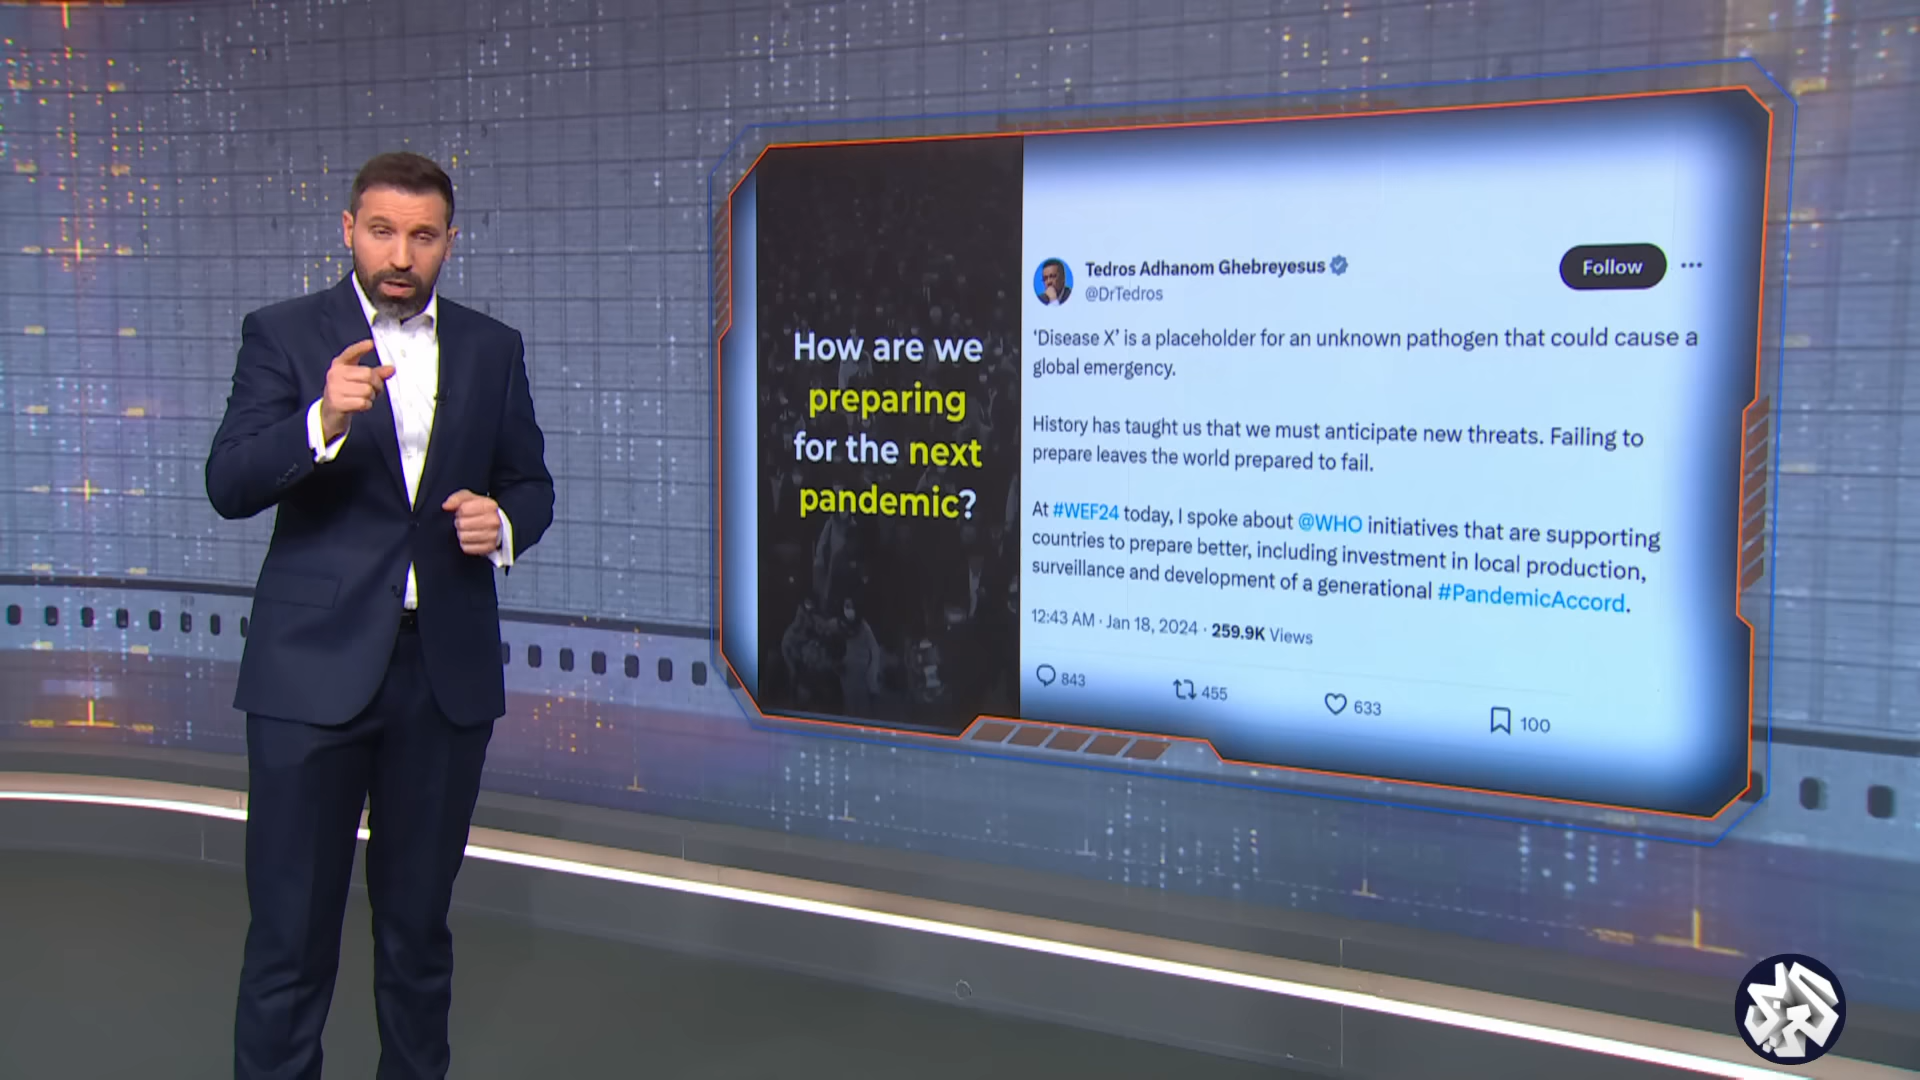 How are we
preparing
for the next
pandemic?
Tedros Adhanom Ghebreyesus
@DrTedros
Follow
‘Disease X’ is a placeholder for an unknown pathogen that could cause a
global emergency.
History has taught us that we must anticipate new threats. Failing to
prepare leaves the world prepared to fail.
At #WEF24 today, I spoke about @WHO initiatives that are supporting
countries to prepare better, including investment in local production,
surveillance and development of a generational #PandemicAccord.
12:43 AM · Jan 18, 2024 · 259.9K Views
843 455 633 100
العربي